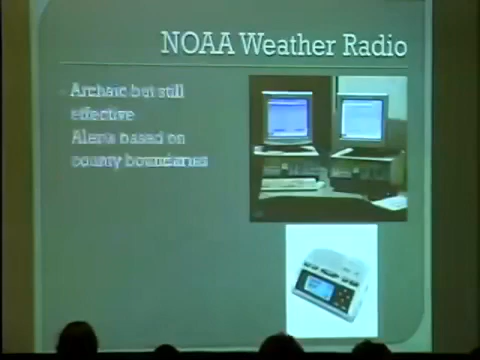 NOAA Weather Radio
Archaic but still
effective
Alerts based on
county boundaries